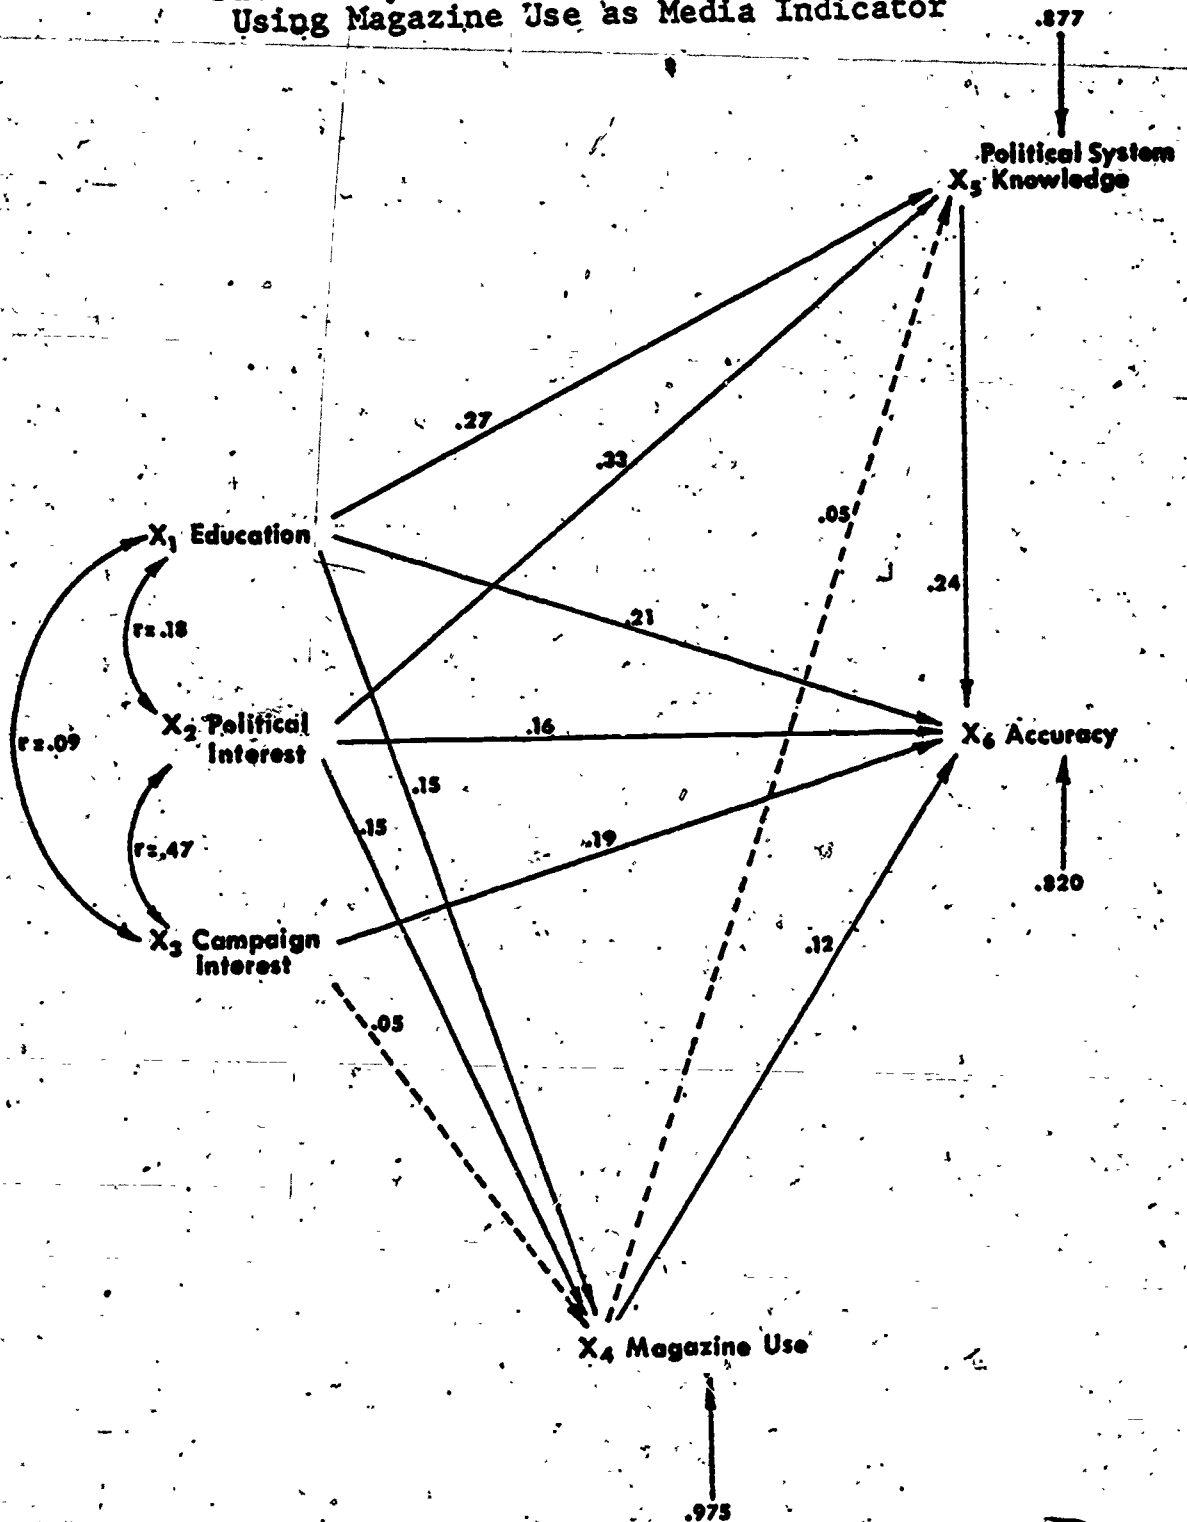 Using Magazine Use as Media Indicator
.877
Political System
X5 Knowledge
.27
.33
.05
X1 Education
.24
r=.18
.21
X2 Political
Interest
.16
X6 Accuracy
r=.09
.15
.15
r=.47
.19
.820
X3 Campaign
Interest
.12
.05
X4 Magazine Use
.975